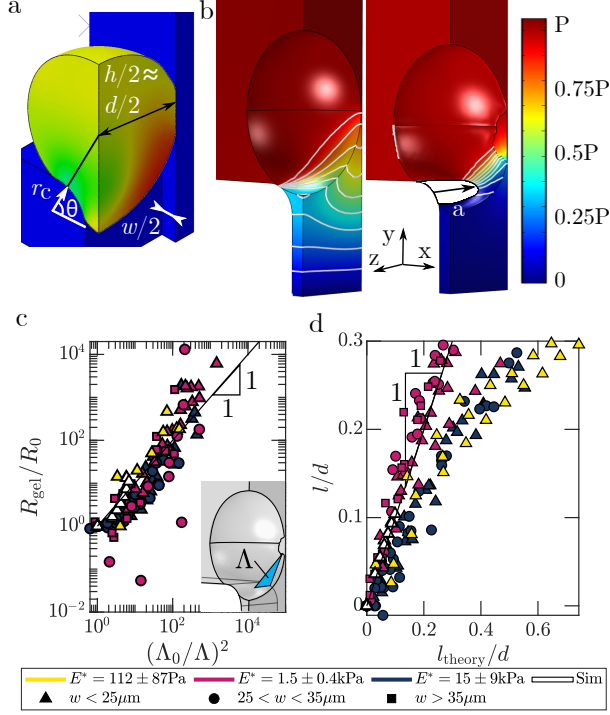 a
h/2≈
d/2
r_c
θ
w/2
b
a
y
z
x
P
0.75P
0.5P
0.25P
0
c
R_gel/R_0
10^4
10^2
10^0
10^−2
1
1
Λ
10^0 10^2 10^4
(Λ_0/Λ)^2
d
l/d
0.3
0.2
0.1
0
1
1
0 0.2 0.4 0.6
l_theory/d
E* = 112 ± 87Pa E* = 1.5 ± 0.4kPa E* = 15 ± 9kPa Sim
w < 25μm 25 < w < 35μm w > 35μm